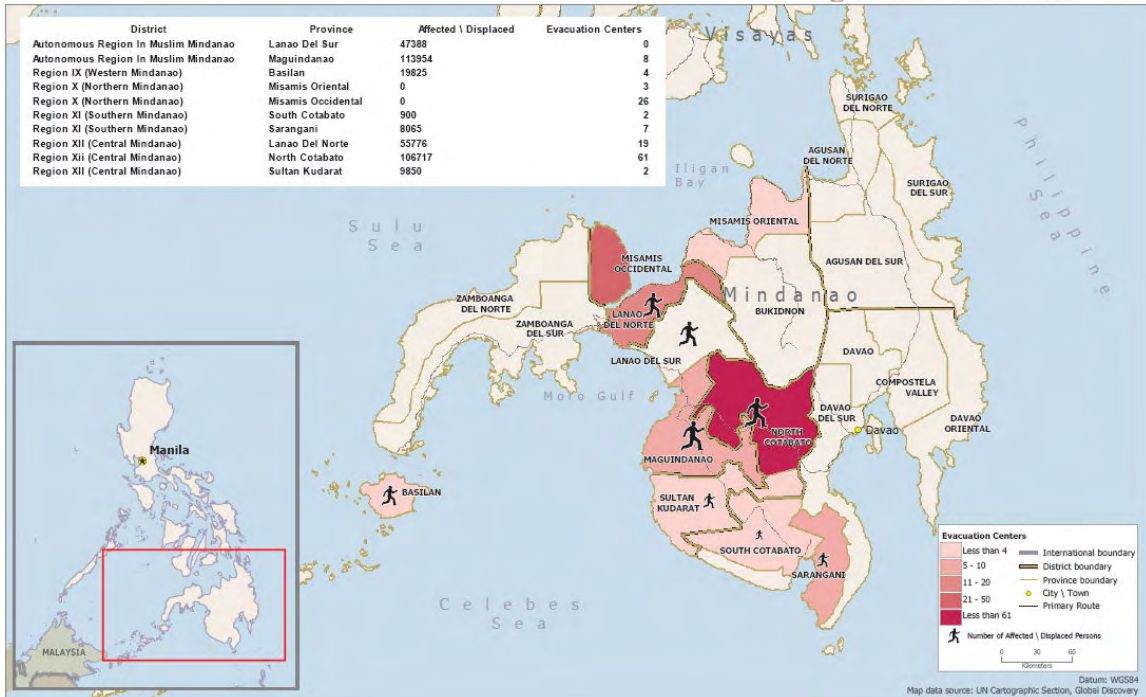 District Province Affected \ Displaced Evacuation Centers
Autonomous Region In Muslim Mindanao Lanao Del Sur 47388 0
Autonomous Region In Muslim Mindanao Maguindanao 113954 8
Region IX (Western Mindanao) Basilan 19825 4
Region X (Northern Mindanao) Misamis Oriental 0 3
Region X (Northern Mindanao) Misamis Occidental 0 26
Region XI (Southern Mindanao) South Cotabato 900 2
Region XI (Southern Mindanao) Sarangani 8065 7
Region XII (Central Mindanao) Lanao Del Norte 55776 19
Region Xii (Central Mindanao) North Cotabato 106717 61
Region XII (Central Mindanao) Sultan Kudarat 9850 2
Visayas
SURIGAO
DEL NORTE
Philippine
Sea
AGUSAN
DEL NORTE
Iligan
Bay
SURIGAO
DEL SUR
MISAMIS ORIENTAL
Sulu
Sea
MISAMIS
OCCIDENTAL
AGUSAN DEL SUR
Mindanao
ZAMBOANGA
DEL NORTE
BUKIDNON
LANAO
DEL NORTE
ZAMBOANGA
DEL SUR
LANAO DEL SUR
DAVAO
COMPOSTELA
VALLEY
Moro Gulf
DAVAO
DEL SUR
Davao
DAVAO
ORIENTAL
NORTH
COTABATO
MAGUINDANAO
Manila
BASILAN
SULTAN
KUDARAT
SOUTH COTABATO
SARANGANI
Celebes
Sea
MALAYSIA
Evacuation Centers
Less than 4
5 - 10
11 - 20
21 - 50
Less than 61
International boundary
District boundary
Province boundary
City \ Town
Primary Route
Number of Affected \ Displaced Persons
0 30 60
Kilometers
Datum: WGS84
Map data source: UN Cartographic Section, Global Discovery